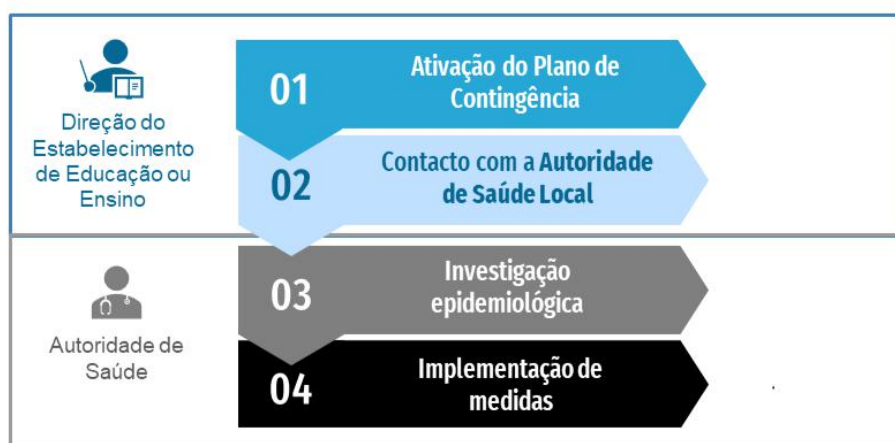 Direção do
Estabelecimento
de Educação ou
Ensino
01
Ativação do Plano de
Contingência
02
Contacto com a Autoridade
de Saúde Local
Autoridade de
Saúde
03
Investigação
epidemiológica
04
Implementação de
medidas
.